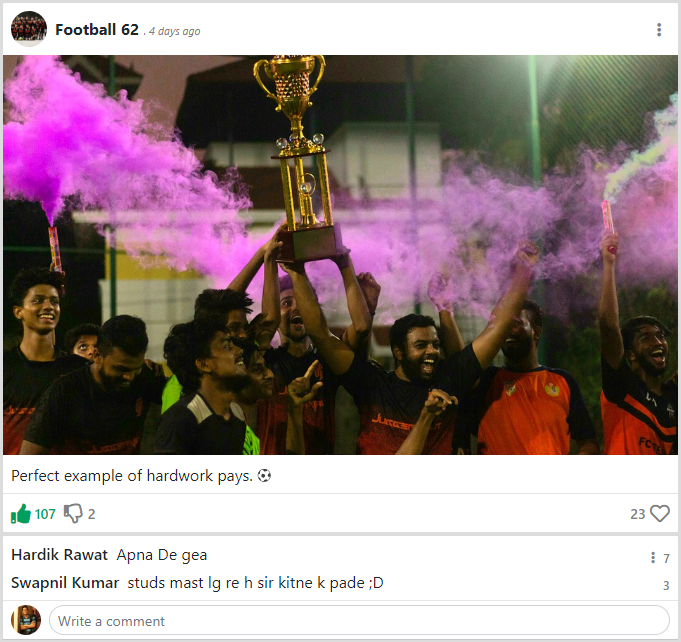 Football 62 . 4 days ago
FCTE
Perfect example of hardwork pays. ⚽
107 2 23
Hardik Rawat Apna De gea 7
Swapnil Kumar studs mast lg re h sir kitne k pade ;D 3
Write a comment